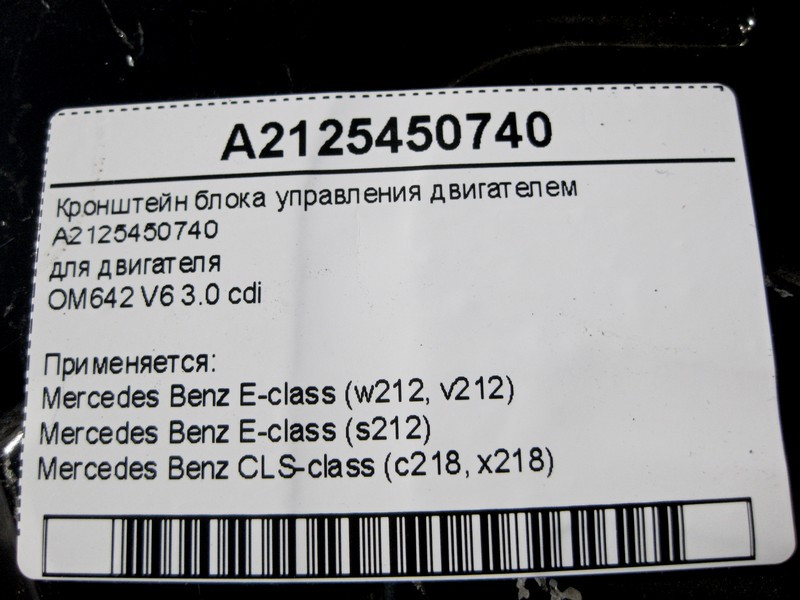 A2125450740
Кронштейн блока управления двигателем
A2125450740
для двигателя
OM642 V6 3.0 cdi
Применяется:
Mercedes Benz E-class (w212, v212)
Mercedes Benz E-class (s212)
Mercedes Benz CLS-class (c218, x218)